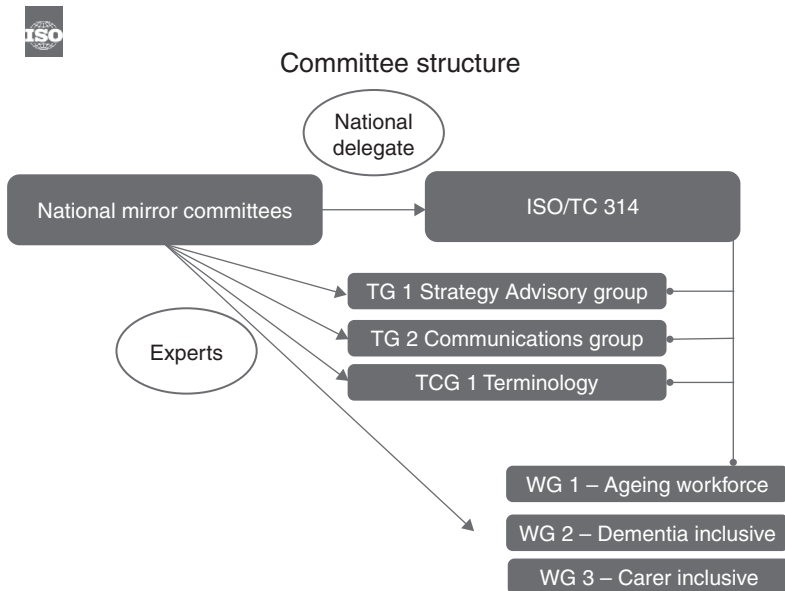 ISO
Committee structure
National
delegate
National mirror committees
ISO/TC 314
TG 1 Strategy Advisory group
TG 2 Communications group
Experts
TCG 1 Terminology
WG 1 – Ageing workforce
WG 2 – Dementia inclusive
WG 3 – Carer inclusive